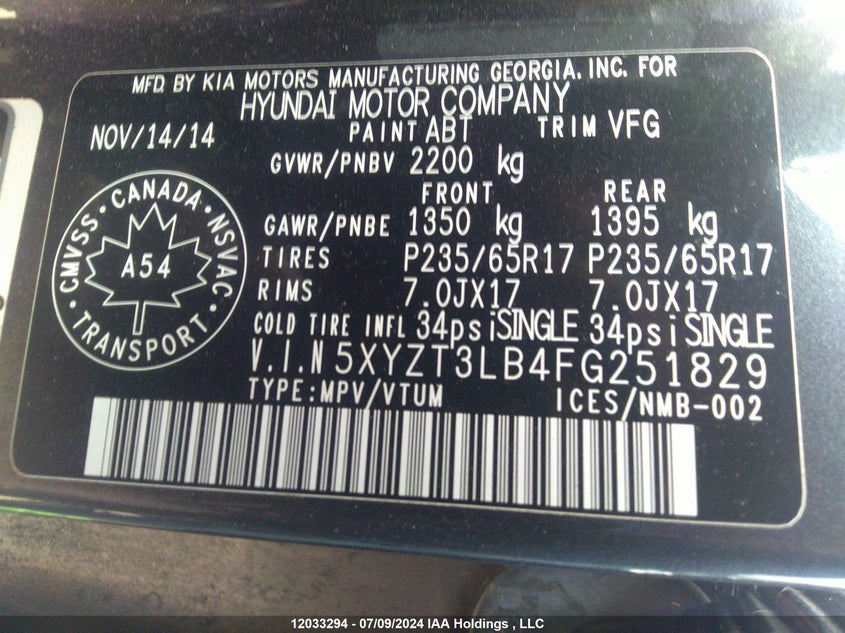 MFD. BY KIA MOTORS MANUFACTURING GEORGIA. INC. FOR
HYUNDAI MOTOR COMPANY
NOV/14/14 PAINT ABT TRIM VFG
GVWR/PNBV 2200 kg
FRONT REAR
GAWR/PNBE 1350 kg 1395 kg
TIRES P235/65R17 P235/65R17
RIMS 7.0JX17 7.0JX17
COLD TIRE INFL 34psi SINGLE 34psi SINGLE
V.I.N 5XYZT3LB4FG251829
TYPE:MPV/VTUM ICES/NMB-002
CMVSS • CANADA • NSVAC • TRANSPORT •
A54
12033294 - 07/09/2024 IAA Holdings , LLC